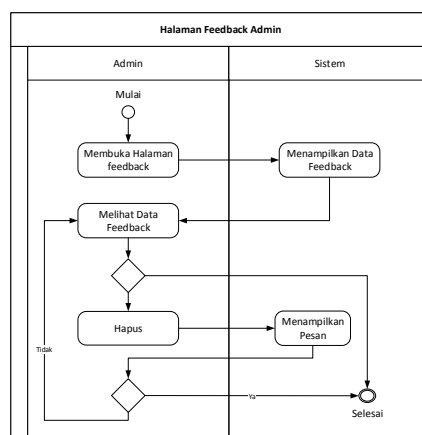 Halaman Feedback Admin
Admin
Sistem
Mulai
Membuka Halaman
feedback
Menampilkan Data
Feedback
Melihat Data
Feedback
Hapus
Menampilkan
Pesan
Tidak
Ya
Selesai